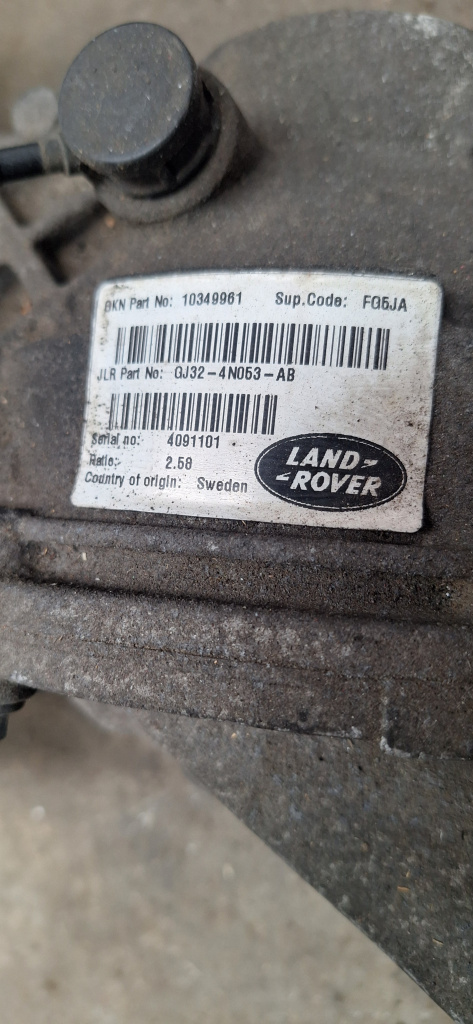 GKN Part No: 10349961 Sup.Code: FQ5JA
JLR Part No: GJ32-4N053-AB
Serial no: 4091101
Ratio: 2.58
Country of origin: Sweden
LAND-
-ROVER